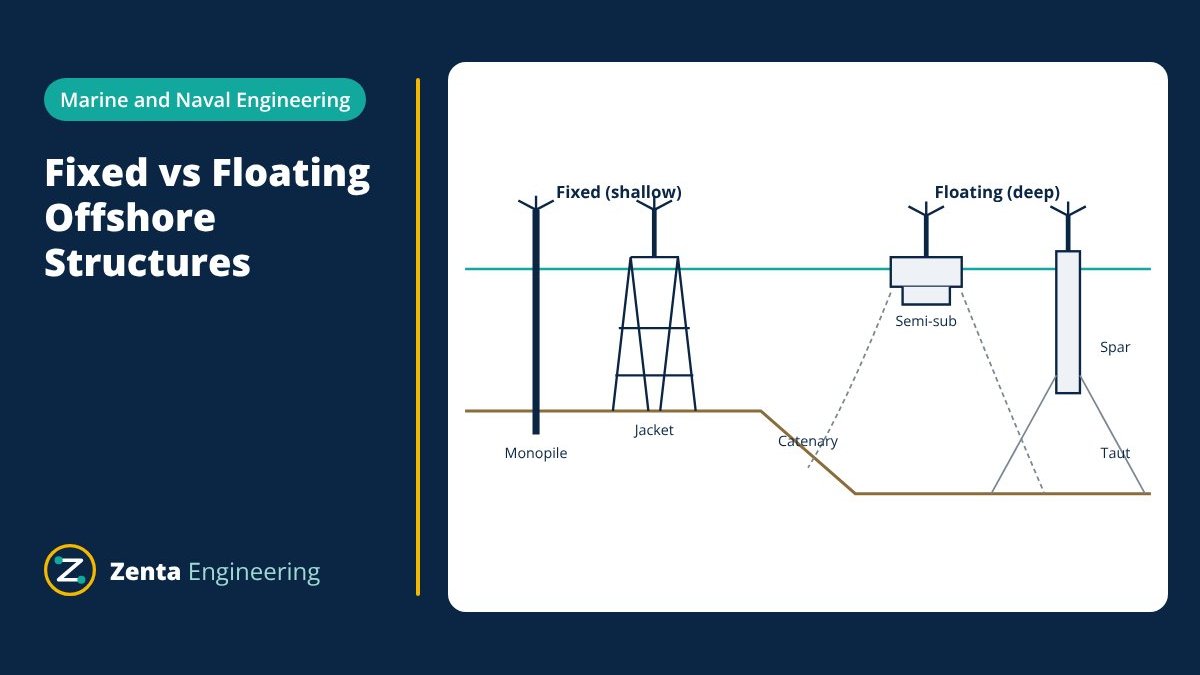 Marine and Naval Engineering
Fixed vs Floating
Offshore
Structures
Zenta Engineering
Fixed (shallow)
Floating (deep)
Semi-sub
Spar
Jacket
Catenary
Monopile
Taut